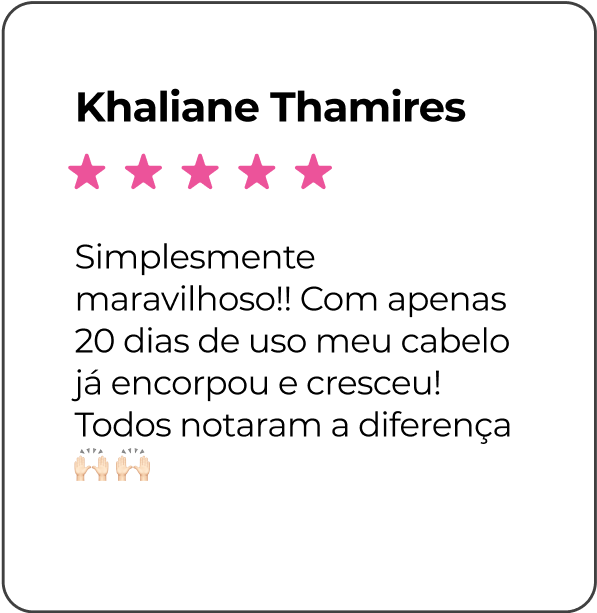 Khaliane Thamires
Simplesmente
maravilhoso!! Com apenas
20 dias de uso meu cabelo
já encorpou e cresceu!
Todos notaram a diferença
🙌🏻 🙌🏻